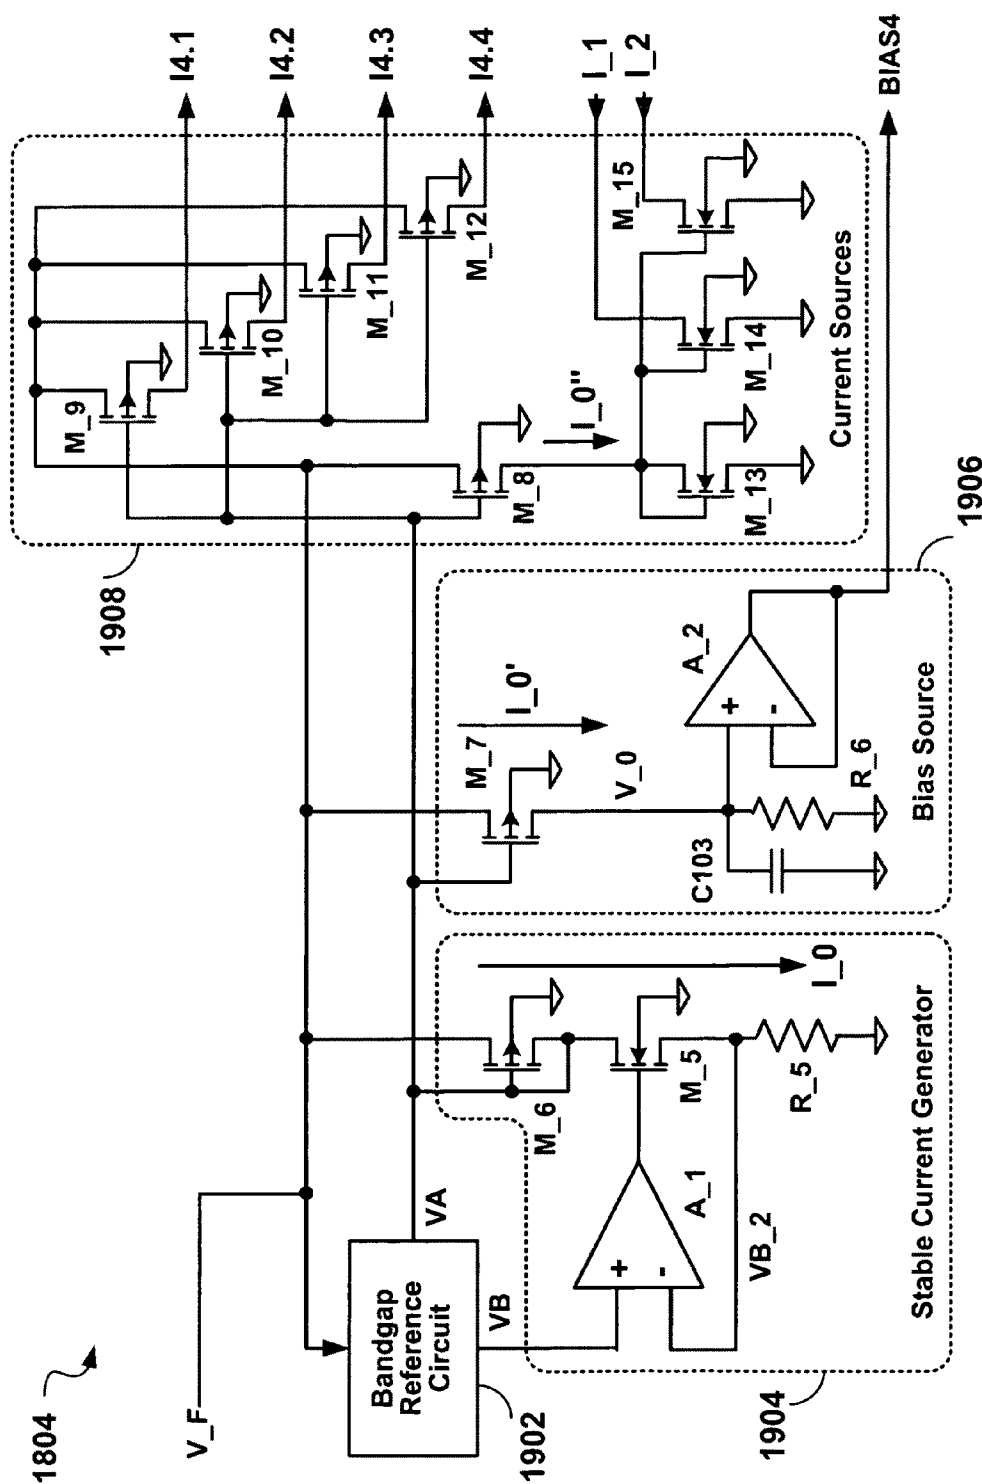 1804
V_F
Bandgap
Reference
Circuit
1902
VA
VB
1904
Stable Current Generator
A_1
+
-
VB_2
M_6
M_5
R_5
I_0
1906
Bias Source
M_7
I_0'
V_0
C103
R_6
A_2
+
-
BIAS4
1908
Current Sources
M_8
I_0"
M_9
M_10
M_11
M_12
M_13
M_14
M_15
I4.1
I4.2
I4.3
I4.4
I_1
I_2